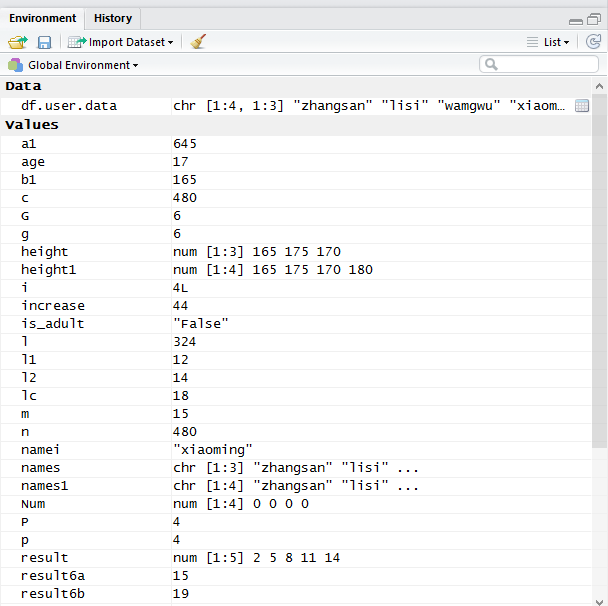 Environment History
Import Dataset List
Global Environment
Data
df.user.data chr [1:4, 1:3] "zhangsan" "lisi" "wamgwu" "xiaom…
Values
a1 645
age 17
b1 165
c 480
G 6
g 6
height num [1:3] 165 175 170
height1 num [1:4] 165 175 170 180
i 4L
increase 44
is_adult "False"
l 324
l1 12
l2 14
lc 18
m 15
n 480
namei "xiaoming"
names chr [1:3] "zhangsan" "lisi" ...
names1 chr [1:4] "zhangsan" "lisi" ...
Num num [1:4] 0 0 0 0
P 4
p 4
result num [1:5] 2 5 8 11 14
result6a 15
result6b 19